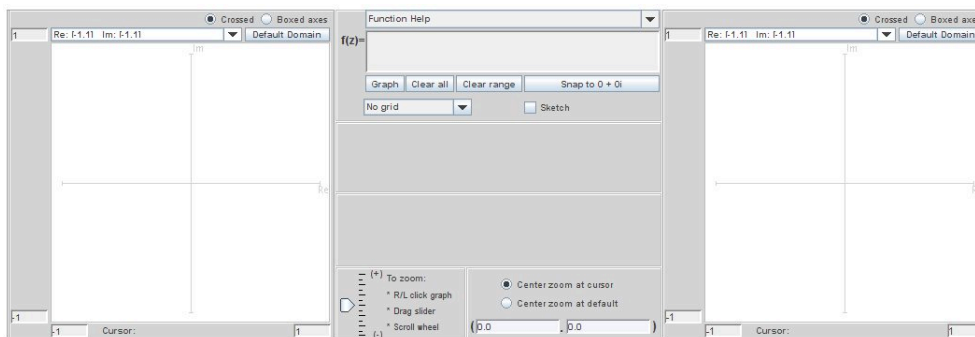 Crossed Boxed axes
1 Re: [-1,1] Im: [-1,1] Default Domain
Im
Re
-1
-1 Cursor: 1
Function Help
f(z)=
Graph Clear all Clear range Snap to 0 + 0i
No grid Sketch
(+) To zoom:
* R/L click graph
* Drag slider
* Scroll wheel
(-)
Center zoom at cursor
Center zoom at default
( 0.0 , 0.0 )
Crossed Boxed axes
1 Re: [-1,1] Im: [-1,1] Default Domain
Im
-1
-1 Cursor: 1